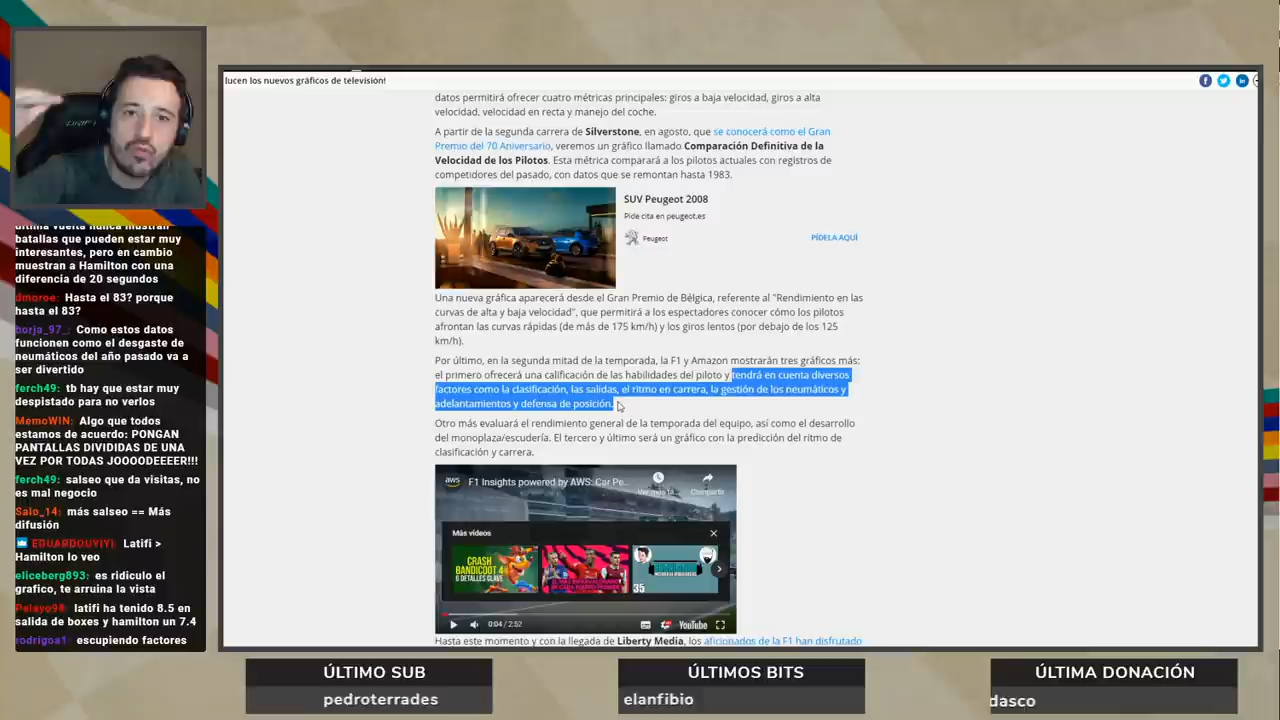 lucen los nuevos gráficos de televisión!
datos permitirá ofrecer cuatro métricas principales: giros a baja velocidad, giros a alta
velocidad, velocidad en recta y manejo del coche.
A partir de la segunda carrera de Silverstone, en agosto, que se conocerá como el Gran
Premio del 70 Aniversario, veremos un gráfico llamado Comparación Definitiva de la
Velocidad de los Pilotos. Esta métrica comparará a los pilotos actuales con registros de
competidores del pasado, con datos que se remontan hasta 1983.
SUV Peugeot 2008
Pide cita en peugeot.es
Peugeot
PÍDELA AQUÍ
Una nueva gráfica aparecerá desde el Gran Premio de Bélgica, referente al "Rendimiento en las
curvas de alta y baja velocidad", que permitirá a los espectadores conocer cómo los pilotos
afrontan las curvas rápidas (de más de 175 km/h) y los giros lentos (por debajo de los 125
km/h).
Por último, en la segunda mitad de la temporada, la F1 y Amazon mostrarán tres gráficos más:
el primero ofrecerá una calificación de las habilidades del piloto y tendrá en cuenta diversos
factores como la clasificación, las salidas, el ritmo en carrera, la gestión de los neumáticos y
adelantamientos y defensa de posición.
Otro más evaluará el rendimiento general de la temporada del equipo, así como el desarrollo
del monoplaza/escudería. El tercero y último será un gráfico con la predicción del ritmo de
clasificación y carrera.
aws
F1 Insights powered by AWS: Car Pe...
Ver más ta...
Compartir
Más vídeos
CRASH
BANDICOOT 4
6 DETALLES CLAVE
35
0:04 / 2:52
YouTube
Hasta este momento y con la llegada de Liberty Media, los aficionados de la F1 han disfrutado
última vuelta nunca muestran
batallas que pueden estar muy
interesantes, pero en cambio
muestran a Hamilton con una
diferencia de 20 segundos
dmoroe: Hasta el 83? porque
hasta el 83?
borja_97_: Como estos datos
funcionen como el desgaste de
neumáticos del año pasado va a
ser divertido
ferch49: tb hay que estar muy
despistado para no verlos
MemoWIN: Algo que todos
estamos de acuerdo: PONGAN
PANTALLAS DIVIDIDAS DE UNA
VEZ POR TODAS JOOOODEEEER!!!
ferch49: salseo que da visitas, no
es mal negocio
Salo_14: más salseo == Más
difusión
EDUARDOUYIYI: Latifi >
Hamilton lo veo
eliceberg893: es ridiculo el
grafico, te arruina la vista
Pelayo98: latifi ha tenido 8.5 en
salida de boxes y hamilton un 7.4
rodrigoa1: escupiendo factores
ÚLTIMO SUB
pedroterrades
ÚLTIMOS BITS
elanfibio
ÚLTIMA DONACIÓN
dasco